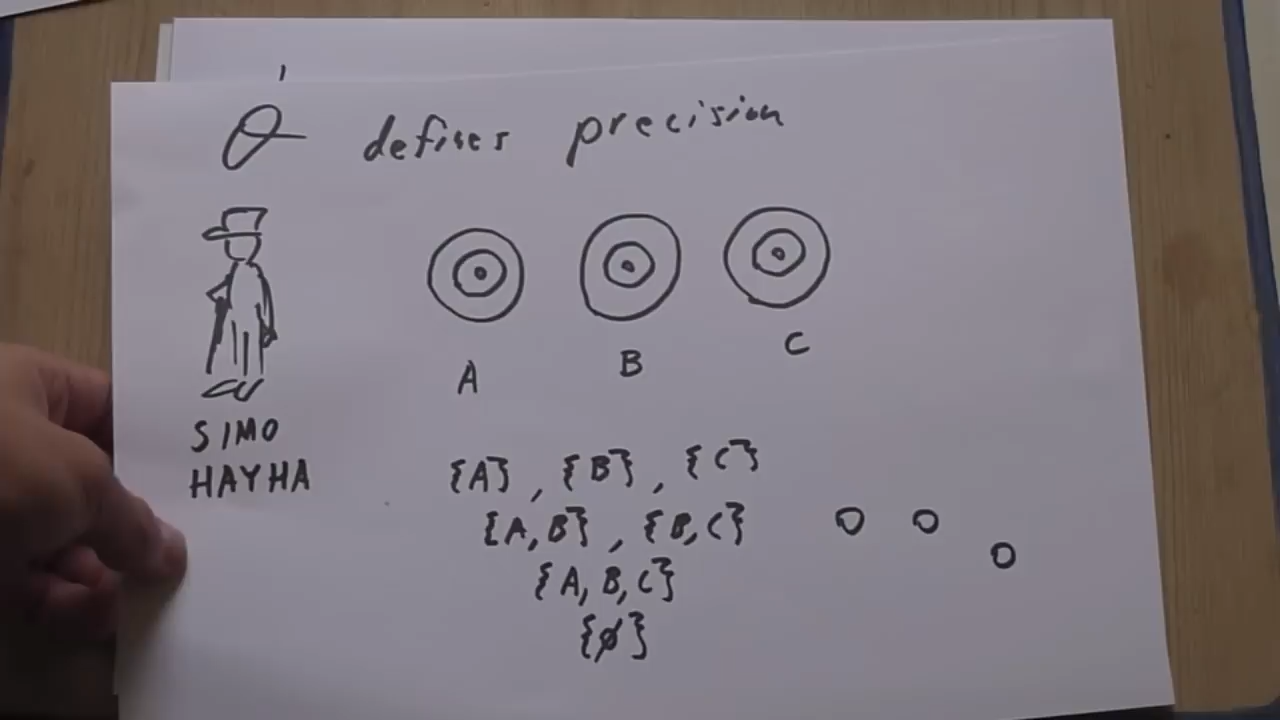 θ defines precision
A B C
SIMO
HAYHA
{A}, {B}, {C}
{A,B}, {B,C}
{A, B, C}
{ø}